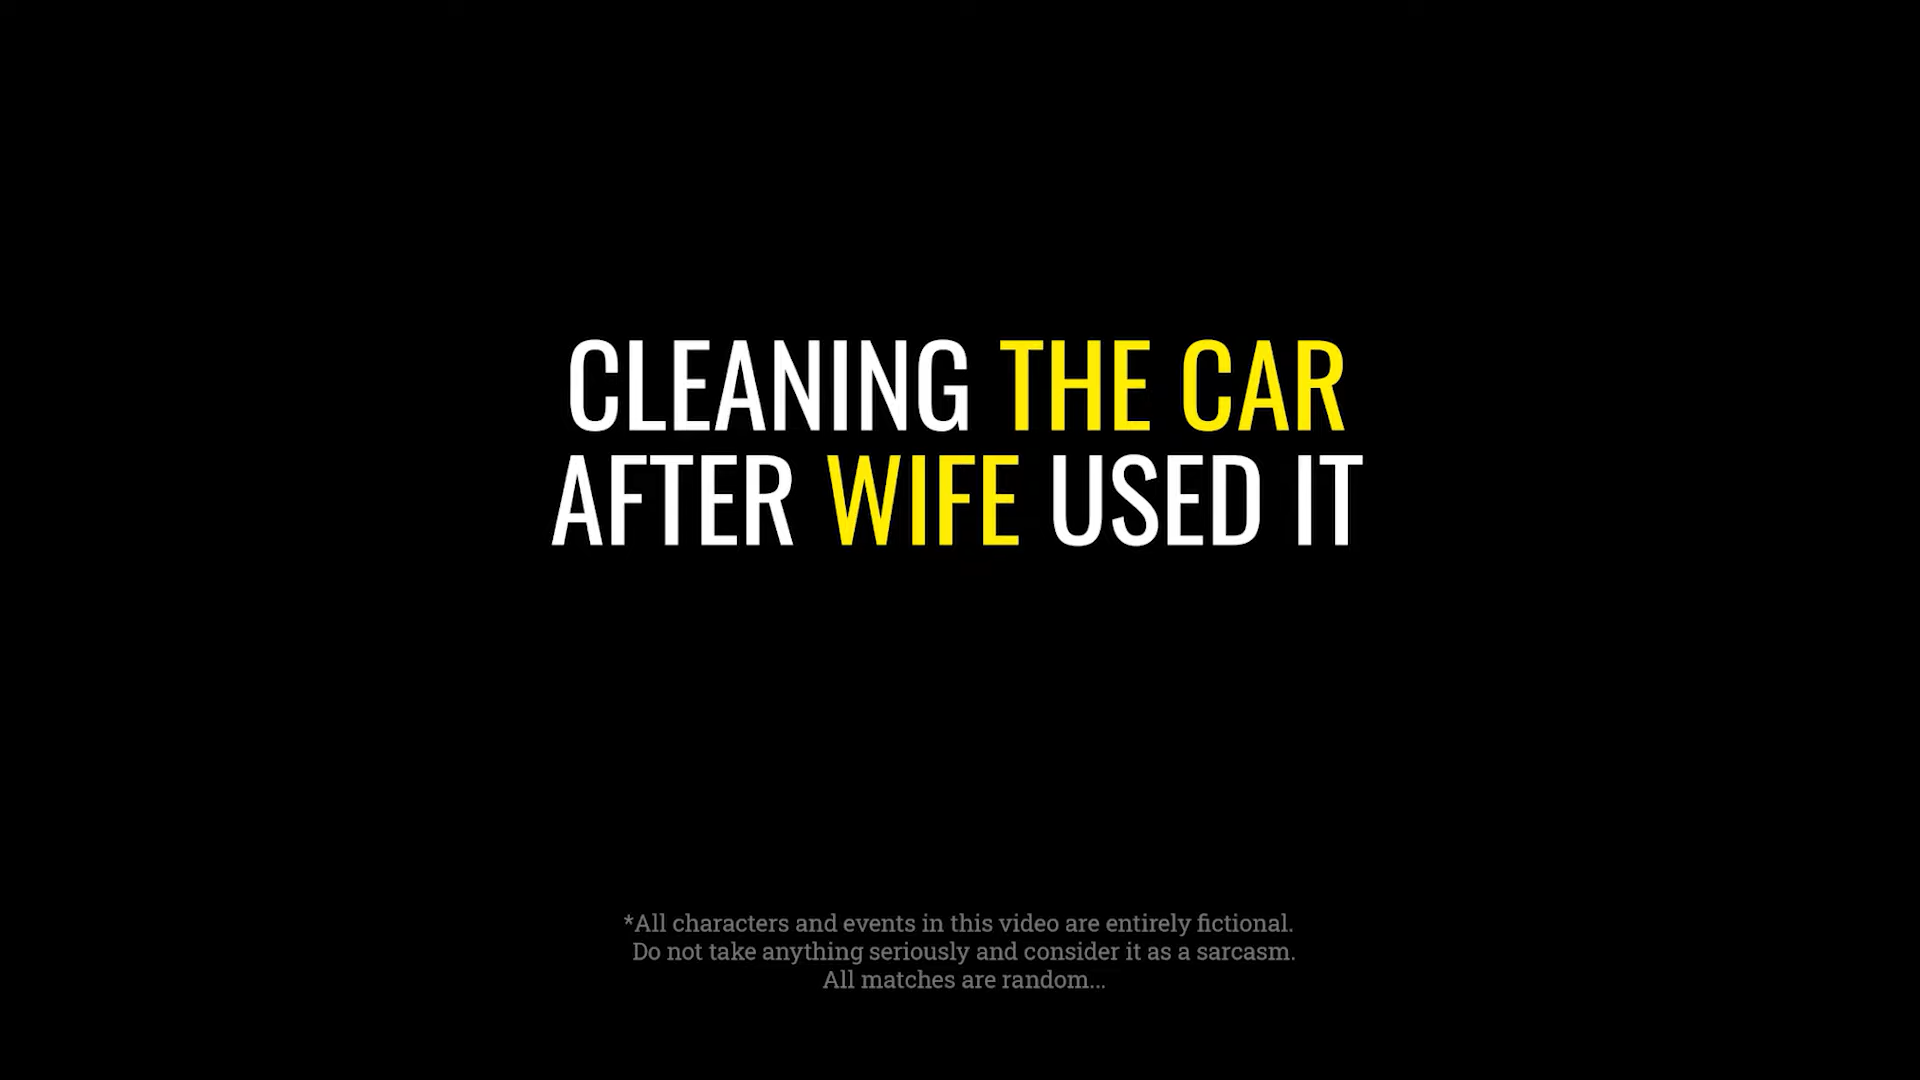 CLEANING THE CAR
AFTER WIFE USED IT
*All characters and events in this video are entirely fictional.
Do not take anything seriously and consider it as a sarcasm.
All matches are random...